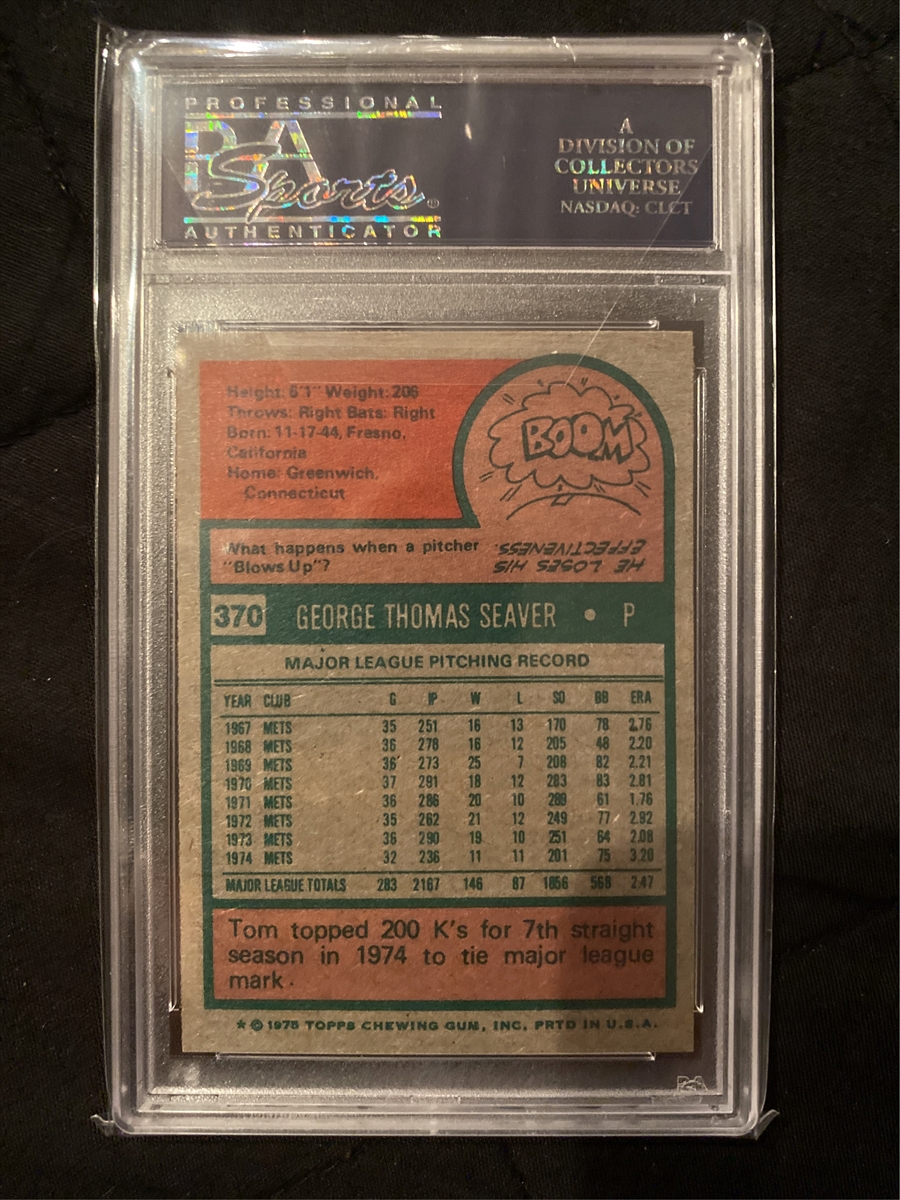 PROFESSIONAL
PSA
Sports®
AUTHENTICATOR
A
DIVISION OF
COLLECTORS
UNIVERSE
NASDAQ: CLCT
Height: 6'1" Weight: 206
Throws: Right Bats: Right
Born: 11-17-44, Fresno,
California
Home: Greenwich,
Connecticut
BOOM
What happens when a pitcher
"Blows Up"?
HE LOSES HIS
EFFECTIVENESS.
370 GEORGE THOMAS SEAVER • P
MAJOR LEAGUE PITCHING RECORD
YEAR CLUB G IP W L SO BB ERA
1967 METS 35 251 16 13 170 78 2.76
1968 METS 36 278 16 12 205 48 2.20
1969 METS 36 273 25 7 208 82 2.21
1970 METS 37 291 18 12 283 83 2.81
1971 METS 36 286 20 10 289 61 1.76
1972 METS 35 262 21 12 249 77 2.92
1973 METS 36 290 19 10 251 64 2.08
1974 METS 32 236 11 11 201 75 3.20
MAJOR LEAGUE TOTALS 283 2167 146 87 1856 568 2.47
Tom topped 200 K's for 7th straight
season in 1974 to tie major league
mark.
★ © 1975 TOPPS CHEWING GUM, INC. PRTD IN U.S.A.
PSA